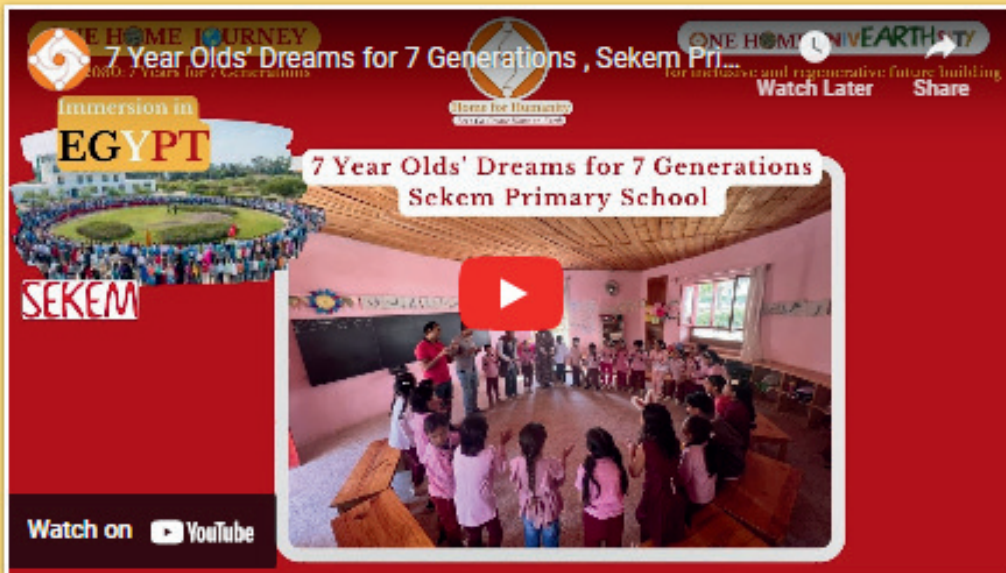 ONE HOME JOURNEY
7 Year Olds' Dreams for 7 Generations , Sekem Pri...
2030: 7 Years for 7 Generations
Home for Humanity
ONE HOME UNIVEARTHSITY
for inclusive and regenerative future building
Watch Later
Share
Immersion in
EGYPT
SEKEM
7 Year Olds' Dreams for 7 Generations
Sekem Primary School
Watch on YouTube